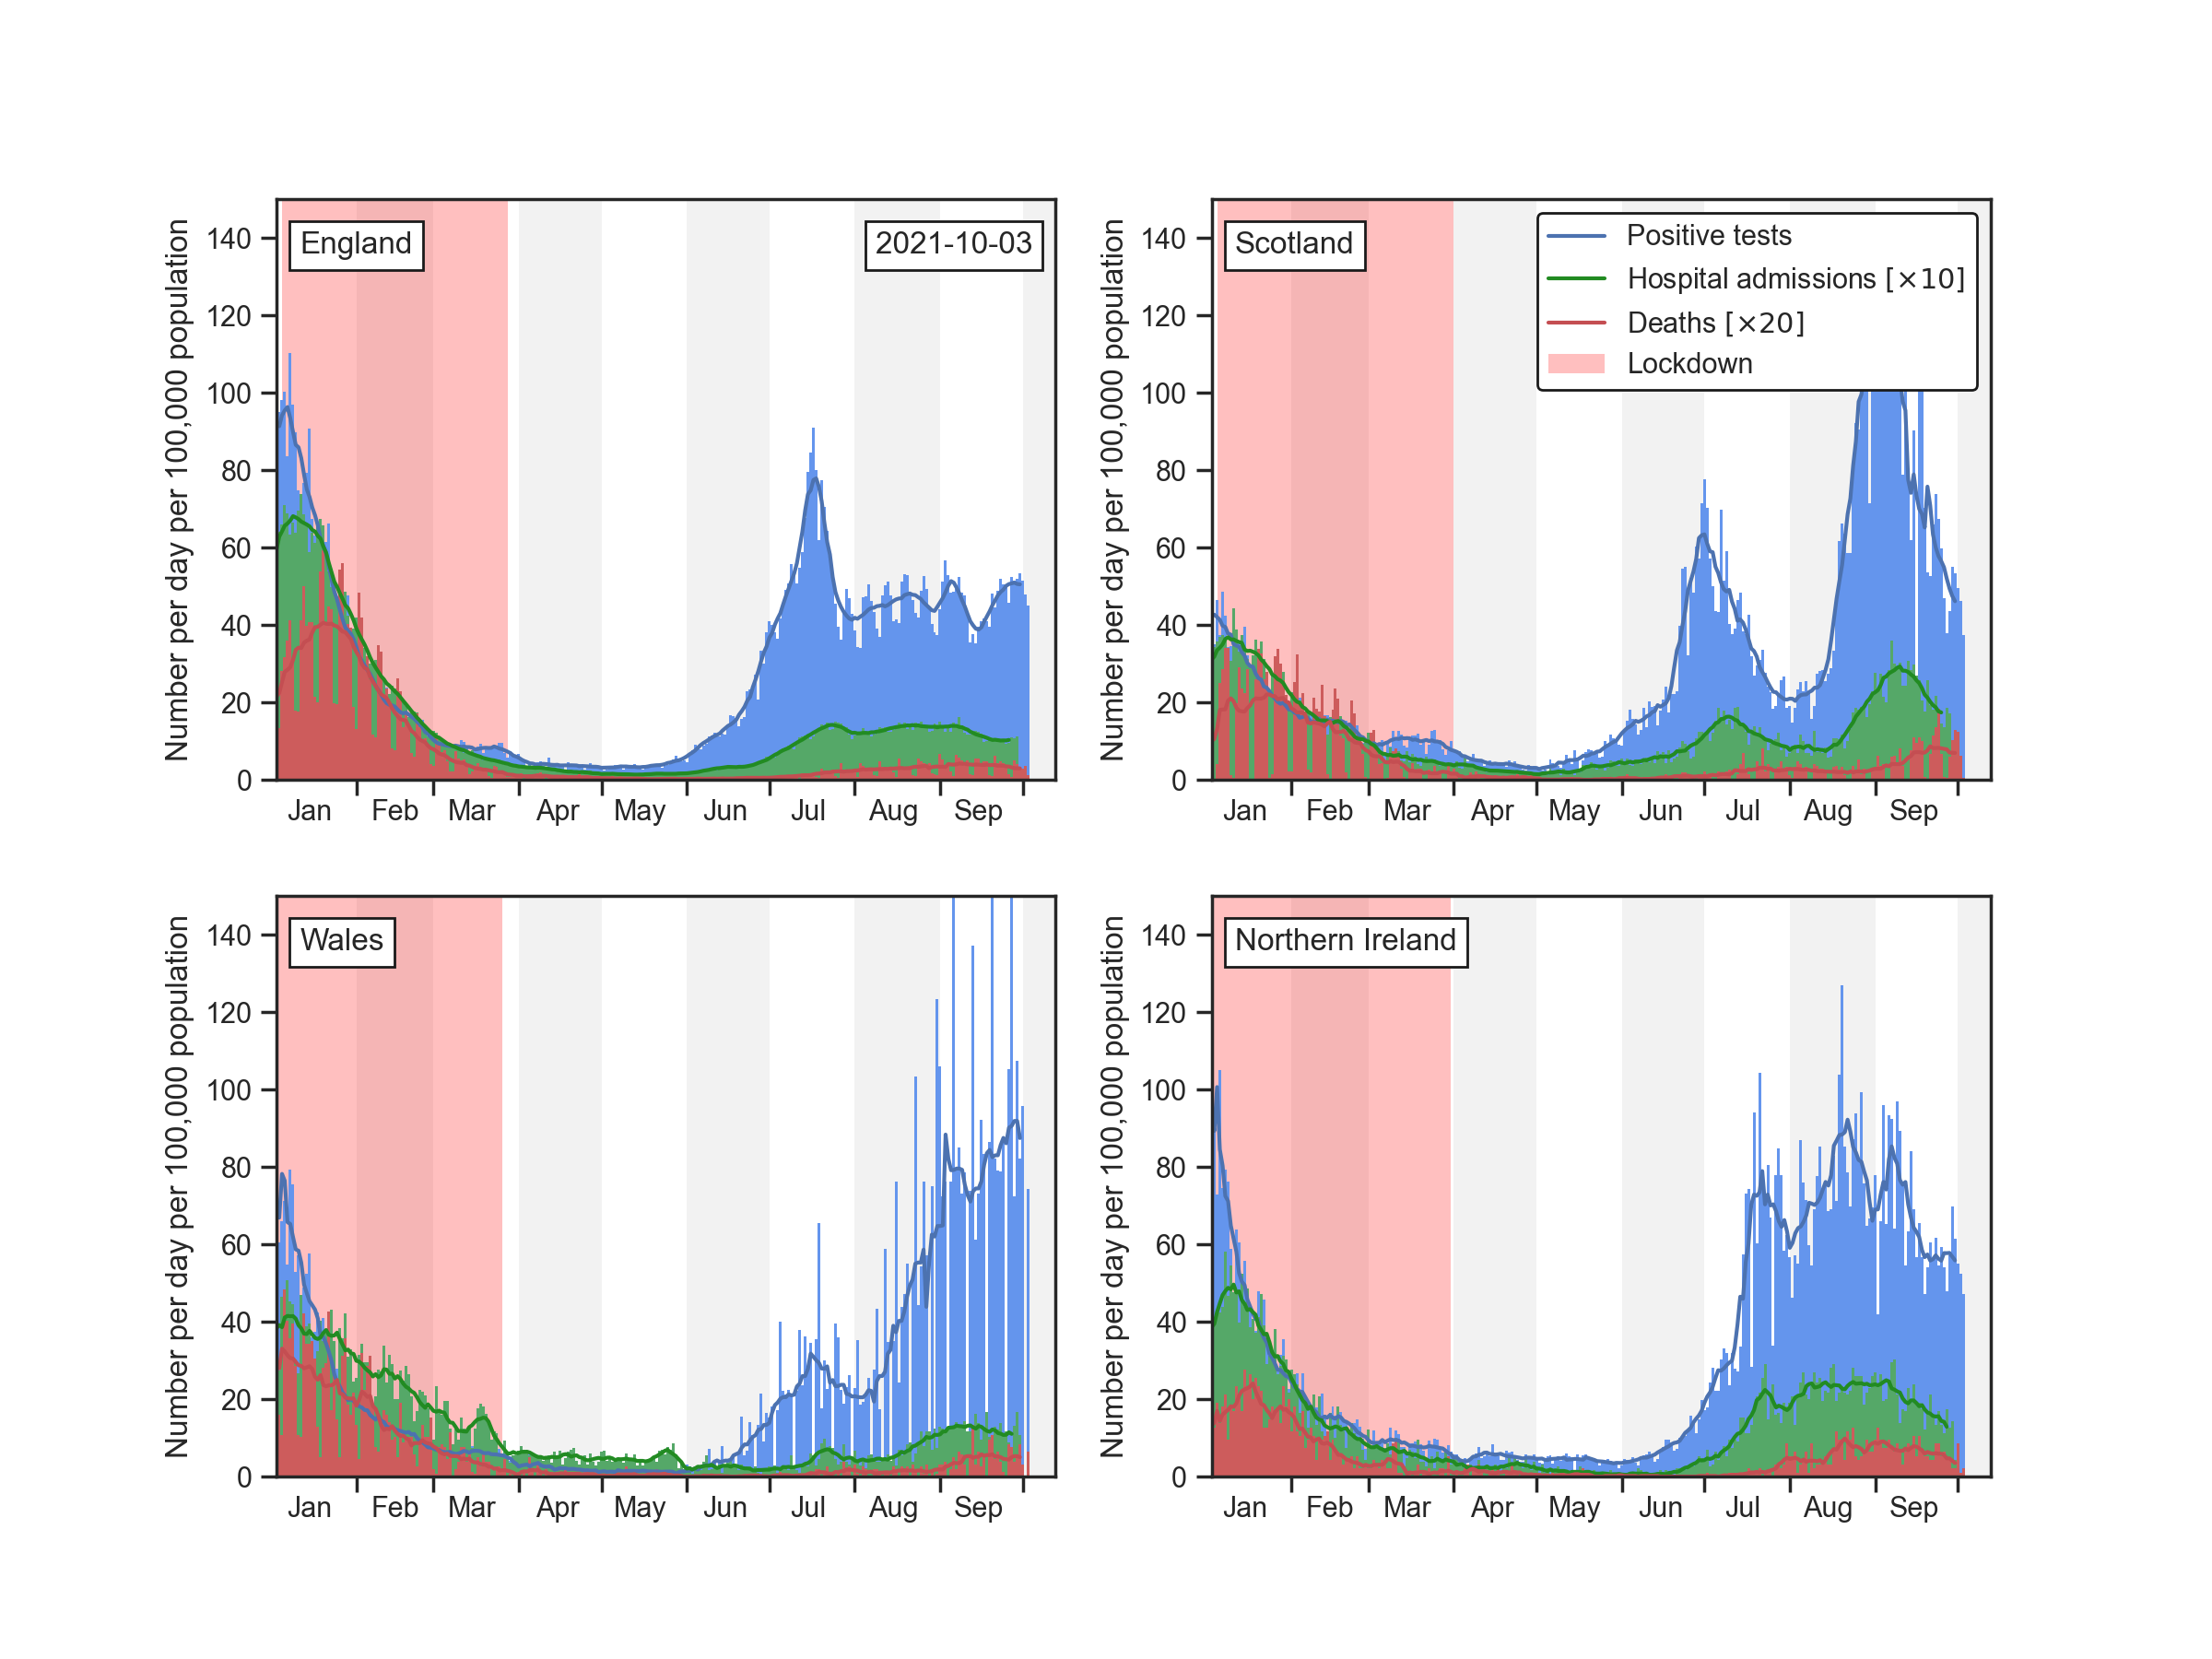 Number per day per 100,000 population
140
120
100
80
60
40
20
0
England
2021-10-03
Jan Feb Mar Apr May Jun Jul Aug Sep
Number per day per 100,000 population
140
120
100
80
60
40
20
0
Scotland
Positive tests
Hospital admissions [×10]
Deaths [×20]
Lockdown
Jan Feb Mar Apr May Jun Jul Aug Sep
Number per day per 100,000 population
140
120
100
80
60
40
20
0
Wales
Jan Feb Mar Apr May Jun Jul Aug Sep
Number per day per 100,000 population
140
120
100
80
60
40
20
0
Northern Ireland
Jan Feb Mar Apr May Jun Jul Aug Sep